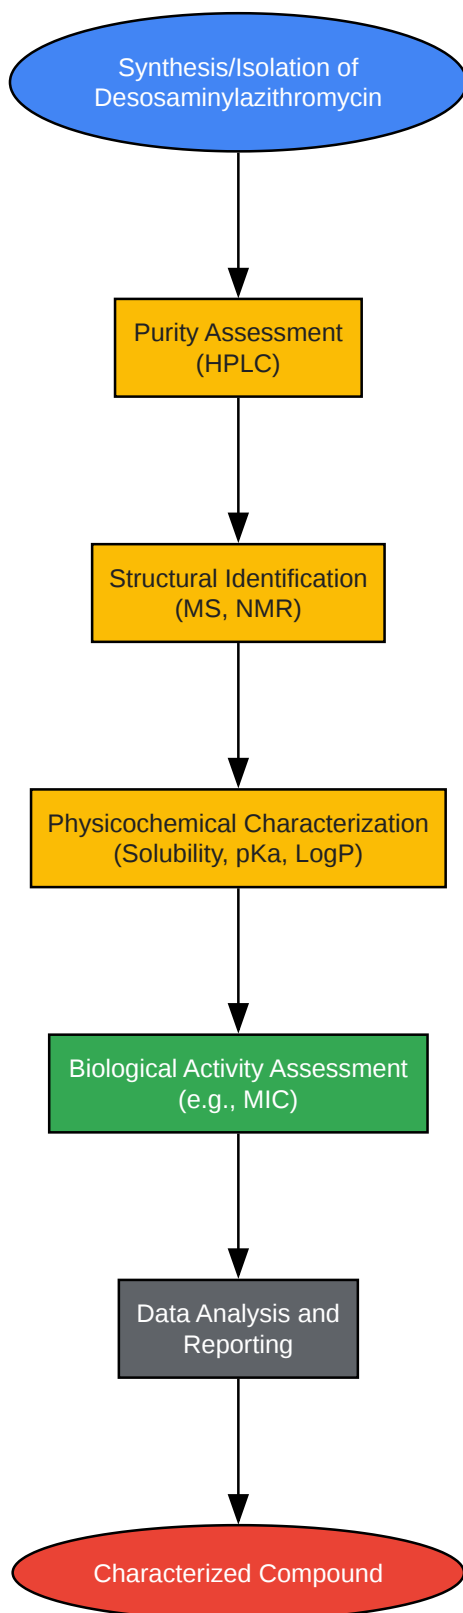 Synthesis/Isolation of
Desosaminylazithromycin
Purity Assessment
(HPLC)
Structural Identification
(MS, NMR)
Physicochemical Characterization
(Solubility, pKa, LogP)
Biological Activity Assessment
(e.g., MIC)
Data Analysis and
Reporting
Characterized Compound